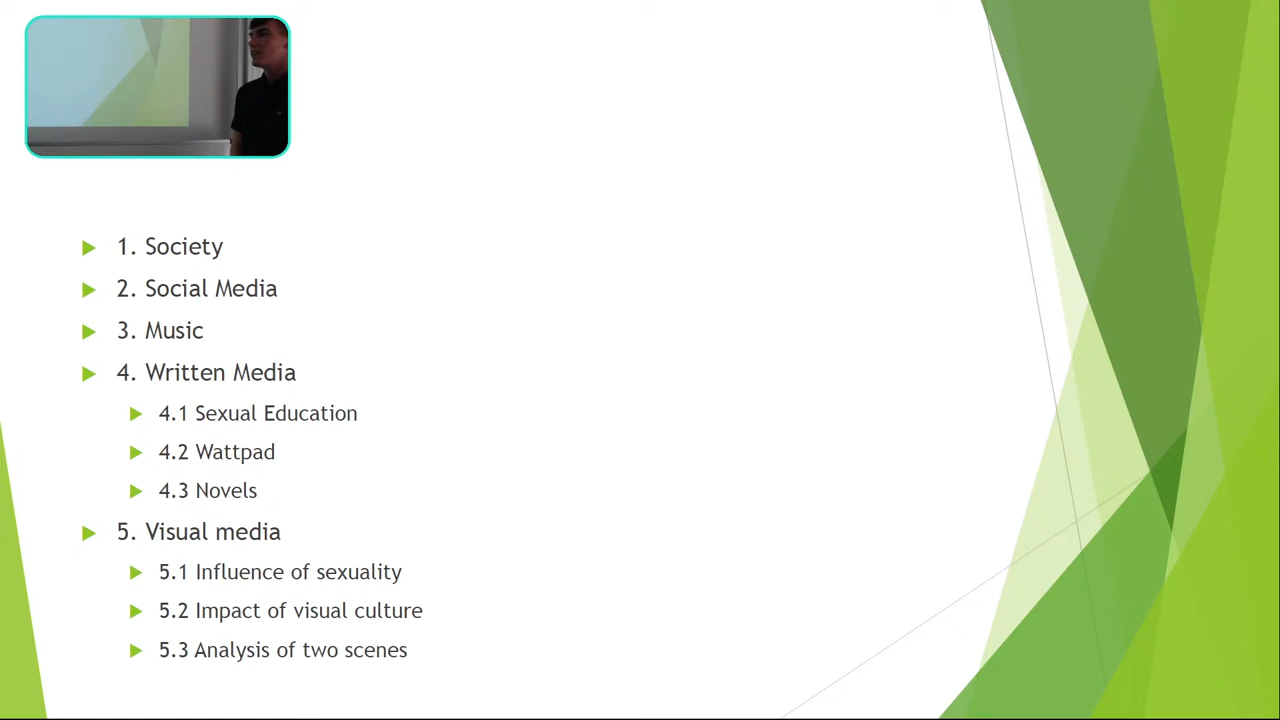 1. Society
2. Social Media
3. Music
4. Written Media
4.1 Sexual Education
4.2 Wattpad
4.3 Novels
5. Visual media
5.1 Influence of sexuality
5.2 Impact of visual culture
5.3 Analysis of two scenes